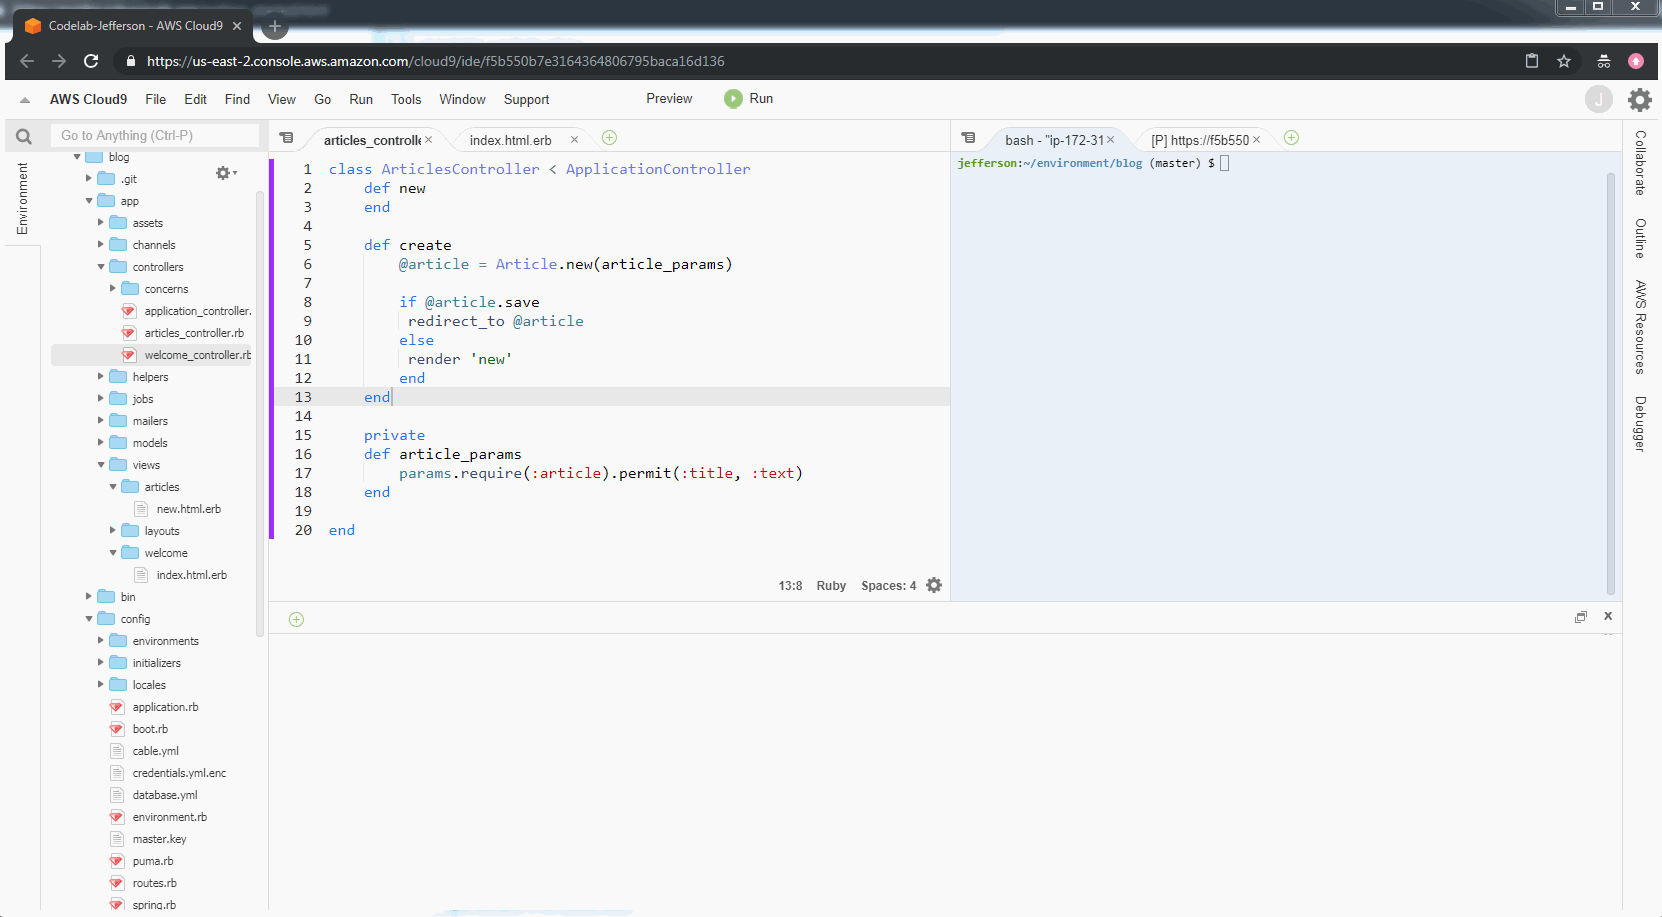 Codelab-Jefferson - AWS Cloud9
https://us-east-2.console.aws.amazon.com/cloud9/ide/f5b550b7e3164364806795baca16d136
AWS Cloud9 File Edit Find View Go Run Tools Window Support Preview Run J
Go to Anything (Ctrl-P)
Environment
blog
.git
app
assets
channels
controllers
concerns
application_controller.
articles_controller.rb
welcome_controller.rb
helpers
jobs
mailers
models
views
articles
new.html.erb
layouts
welcome
index.html.erb
bin
config
environments
initializers
locales
application.rb
boot.rb
cable.yml
credentials.yml.enc
database.yml
environment.rb
master.key
puma.rb
routes.rb
spring.rb
articles_controlle index.html.erb
1 class ArticlesController < ApplicationController
2 def new
3 end
4
5 def create
6 @article = Article.new(article_params)
7
8 if @article.save
9 redirect_to @article
10 else
11 render 'new'
12 end
13 end
14
15 private
16 def article_params
17 params.require(:article).permit(:title, :text)
18 end
19
20 end
13:8 Ruby Spaces: 4
bash - "ip-172-31 [P] https://f5b550
jefferson:~/environment/blog (master) $
Collaborate
Outline
AWS Resources
Debugger